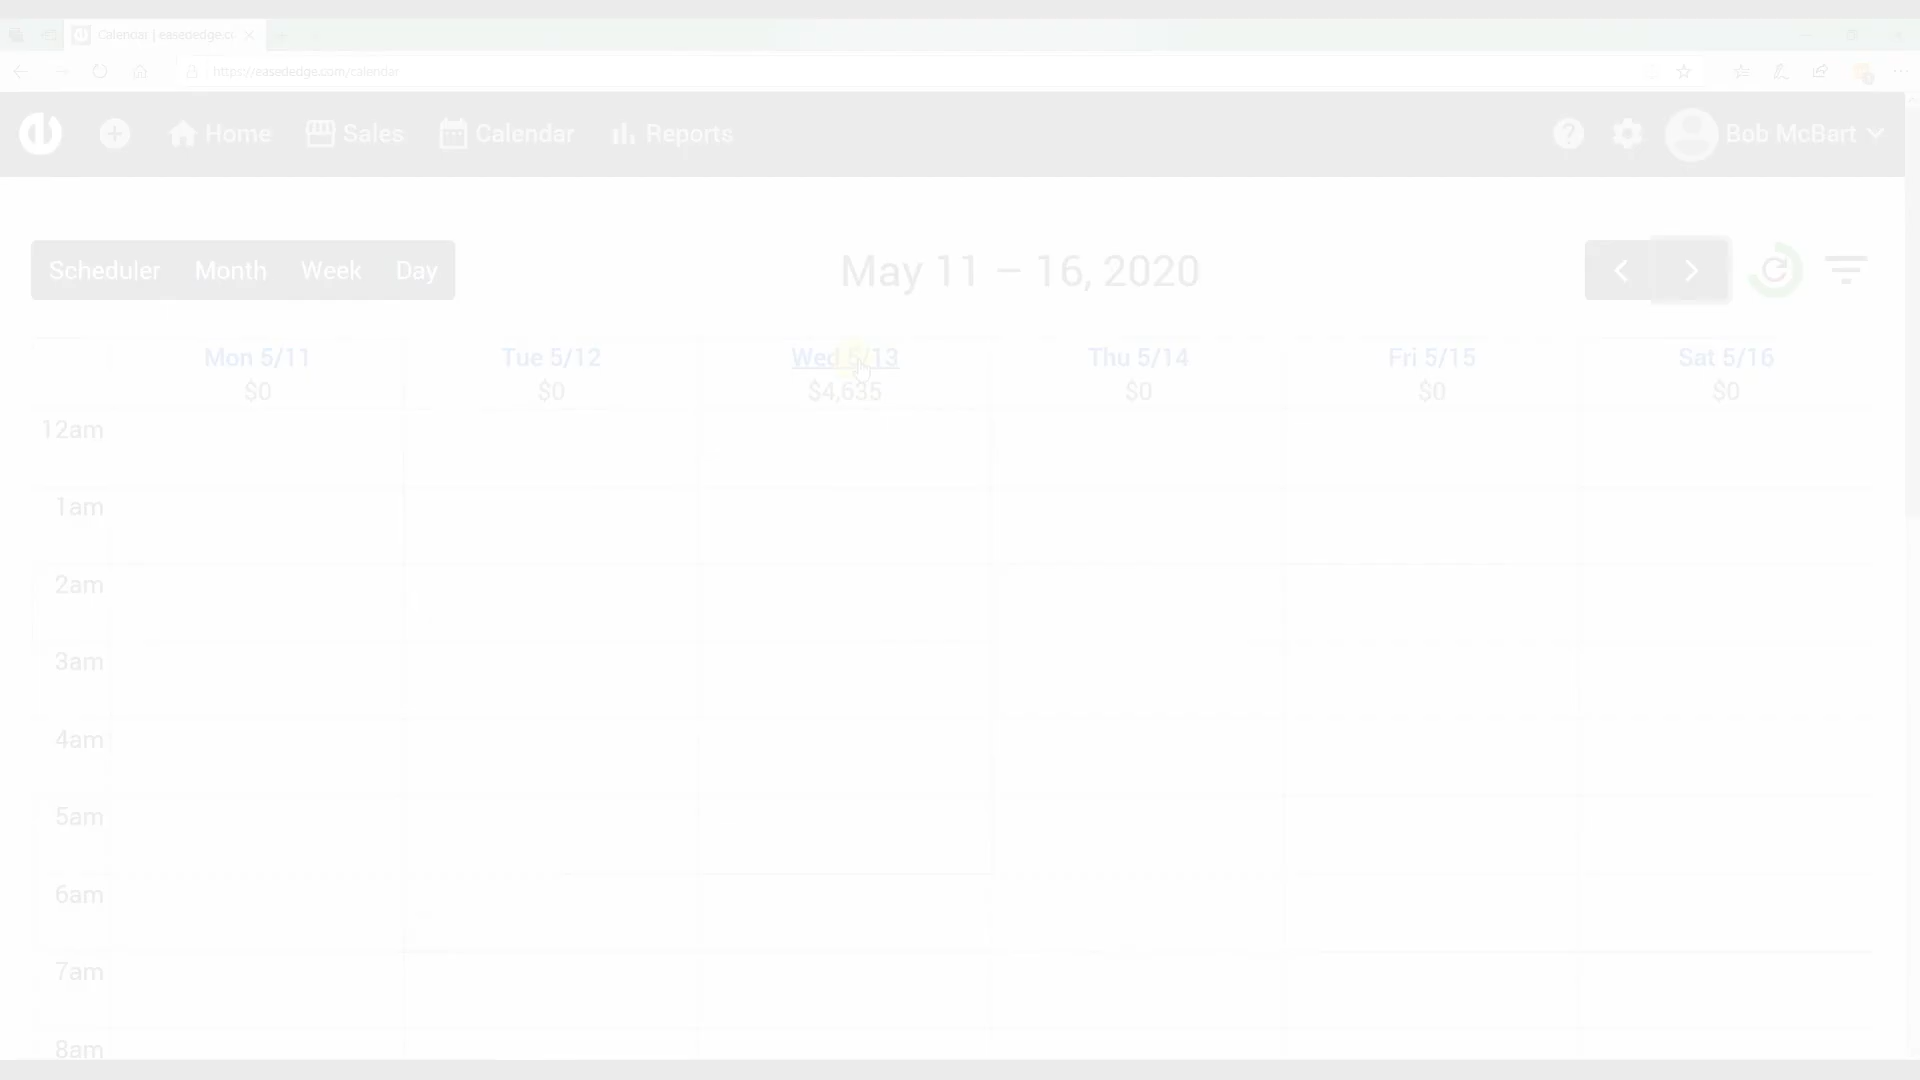 Calendar | easededge.co
https://easededge.com/calendar
Home Sales Calendar Reports
? Bob McBart
Scheduler Month Week Day
May 11 – 16, 2020
Mon 5/11 Tue 5/12 Wed 5/13 Thu 5/14 Fri 5/15 Sat 5/16
$0 $0 $4,635 $0 $0 $0
12am
1am
2am
3am
4am
5am
6am
7am
8am